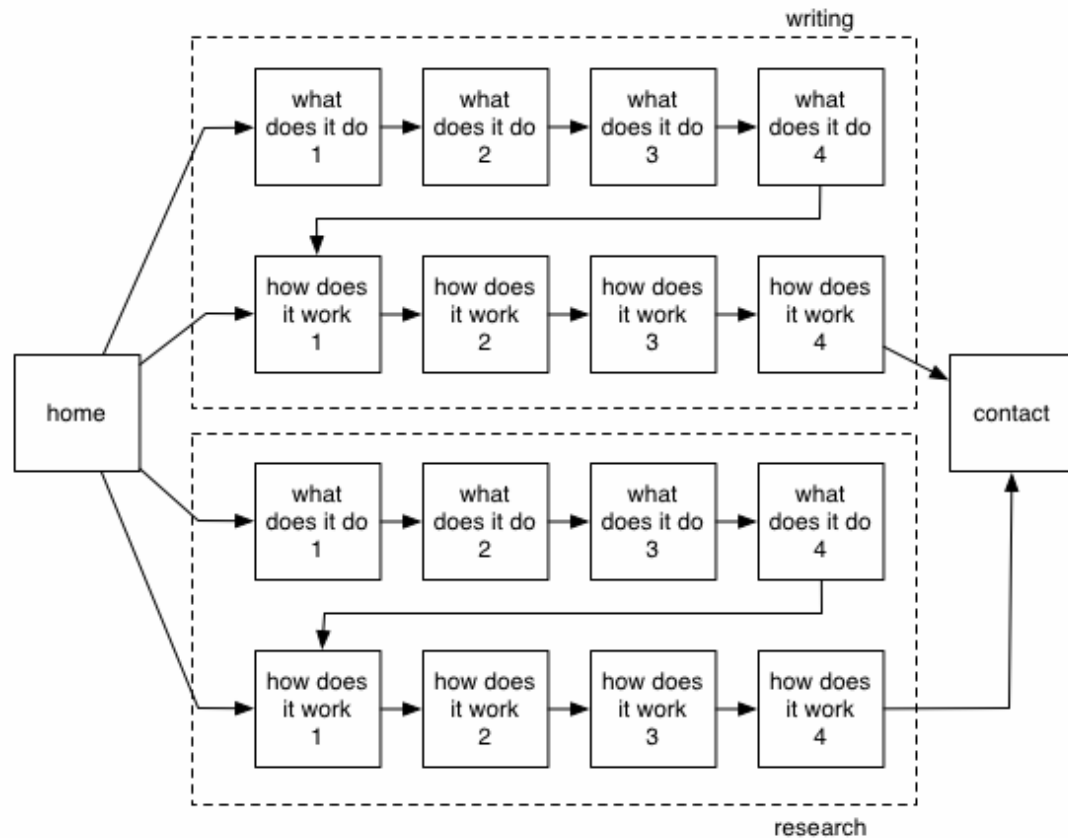 writing
what
does it do
1
what
does it do
2
what
does it do
3
what
does it do
4
how does
it work
1
how does
it work
2
how does
it work
3
how does
it work
4
home
contact
what
does it do
1
what
does it do
2
what
does it do
3
what
does it do
4
how does
it work
1
how does
it work
2
how does
it work
3
how does
it work
4
research